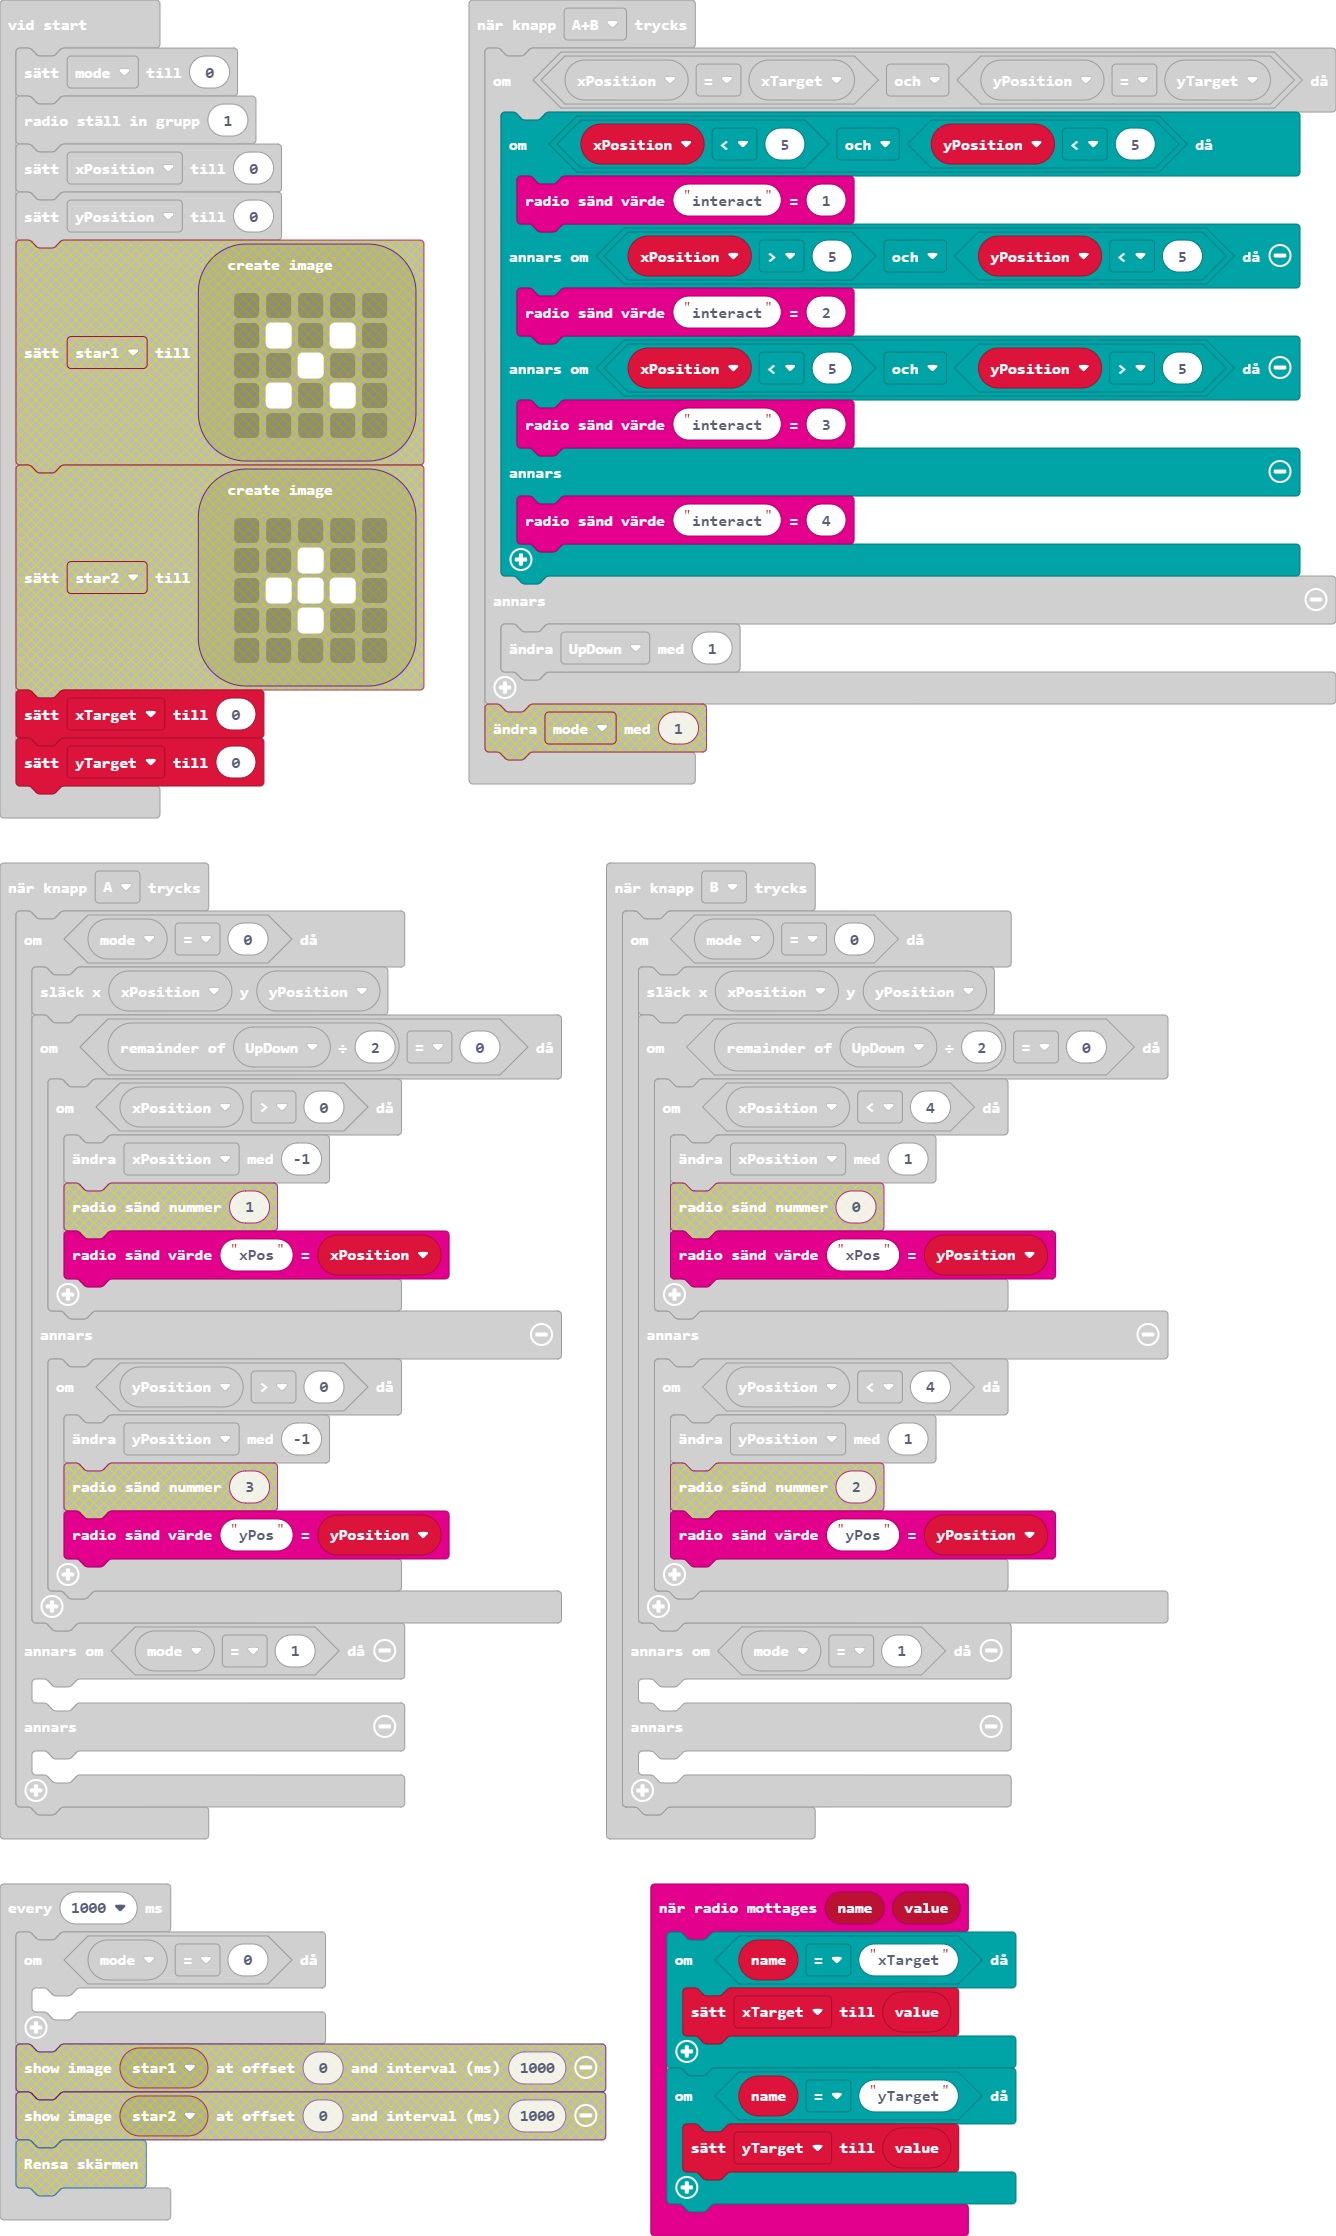 vid start
sätt mode till 0
radio ställ in grupp 1
sätt xPosition till 0
sätt yPosition till 0
create image
sätt star1 till
create image
sätt star2 till
sätt xTarget till 0
sätt yTarget till 0
när knapp A+B trycks
om xPosition = xTarget och yPosition = yTarget då
om xPosition < 5 och yPosition < 5 då
radio sänd värde "interact" = 1
annars om xPosition > 5 och yPosition < 5 då
radio sänd värde "interact" = 2
annars om xPosition < 5 och yPosition > 5 då
radio sänd värde "interact" = 3
annars
radio sänd värde "interact" = 4
annars
ändra UpDown med 1
ändra mode med 1
när knapp A trycks
om mode = 0 då
släck x xPosition y yPosition
om remainder of UpDown ÷ 2 = 0 då
om xPosition > 0 då
ändra xPosition med -1
radio sänd nummer 1
radio sänd värde "xPos" = xPosition
annars
om yPosition > 0 då
ändra yPosition med -1
radio sänd nummer 3
radio sänd värde "yPos" = yPosition
annars om mode = 1 då
annars
när knapp B trycks
om mode = 0 då
släck x xPosition y yPosition
om remainder of UpDown ÷ 2 = 0 då
om xPosition < 4 då
ändra xPosition med 1
radio sänd nummer 0
radio sänd värde "xPos" = yPosition
annars
om yPosition < 4 då
ändra yPosition med 1
radio sänd nummer 2
radio sänd värde "yPos" = yPosition
annars om mode = 1 då
annars
every 1000 ms
om mode = 0 då
show image star1 at offset 0 and interval (ms) 1000
show image star2 at offset 0 and interval (ms) 1000
Rensa skärmen
när radio mottages name value
om name = "xTarget" då
sätt xTarget till value
om name = "yTarget" då
sätt yTarget till value